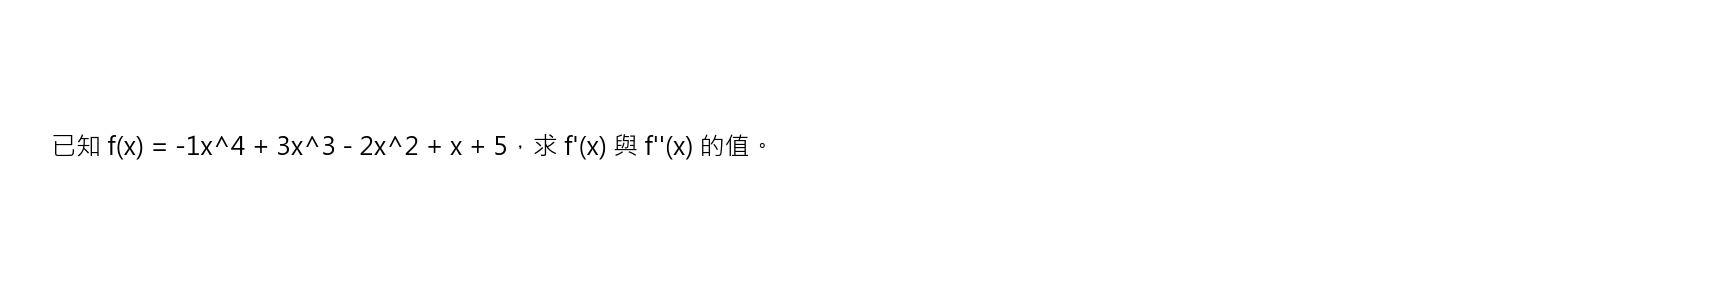 已知 f(x) = -1x^4 + 3x^3 - 2x^2 + x + 5，求 f'(x) 與 f''(x) 的值。